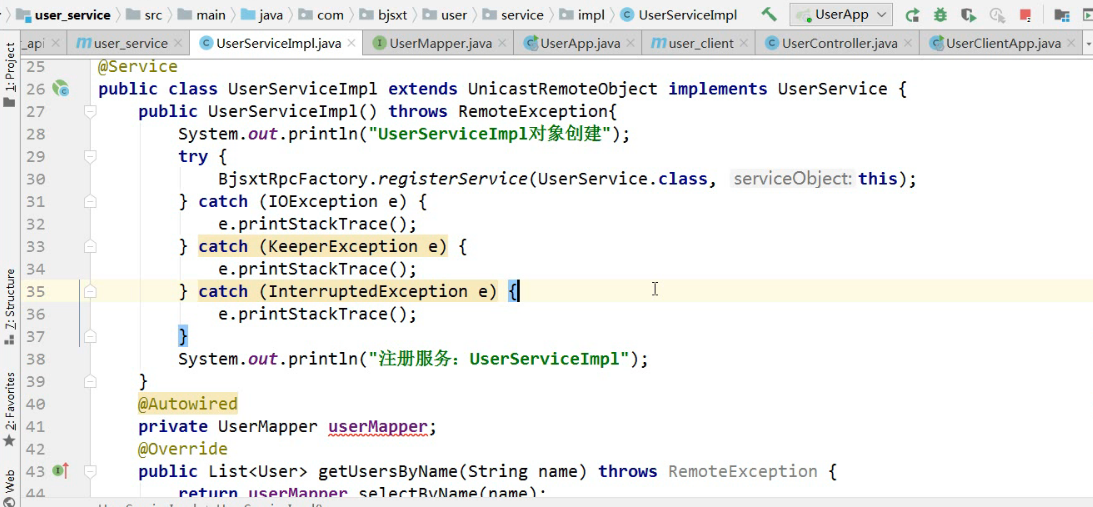 user_service src main java com bjsxt user service impl UserServiceImpl UserApp
_api user_service UserServiceImpl.java UserMapper.java UserApp.java user_client UserController.java UserClientApp.java
1: Project
Z: Structure
2: Favorites
Web
25 @Service
26 public class UserServiceImpl extends UnicastRemoteObject implements UserService {
27 public UserServiceImpl() throws RemoteException{
28 System.out.println("UserServiceImpl对象创建");
29 try {
30 BjsxtRpcFactory.registerService(UserService.class, serviceObject: this);
31 } catch (IOException e) {
32 e.printStackTrace();
33 } catch (KeeperException e) {
34 e.printStackTrace();
35 } catch (InterruptedException e) {
36 e.printStackTrace();
37 }
38 System.out.println("注册服务：UserServiceImpl");
39 }
40 @Autowired
41 private UserMapper userMapper;
42 @Override
43 public List<User> getUsersByName(String name) throws RemoteException {
44 return userMapper.selectByName(name);